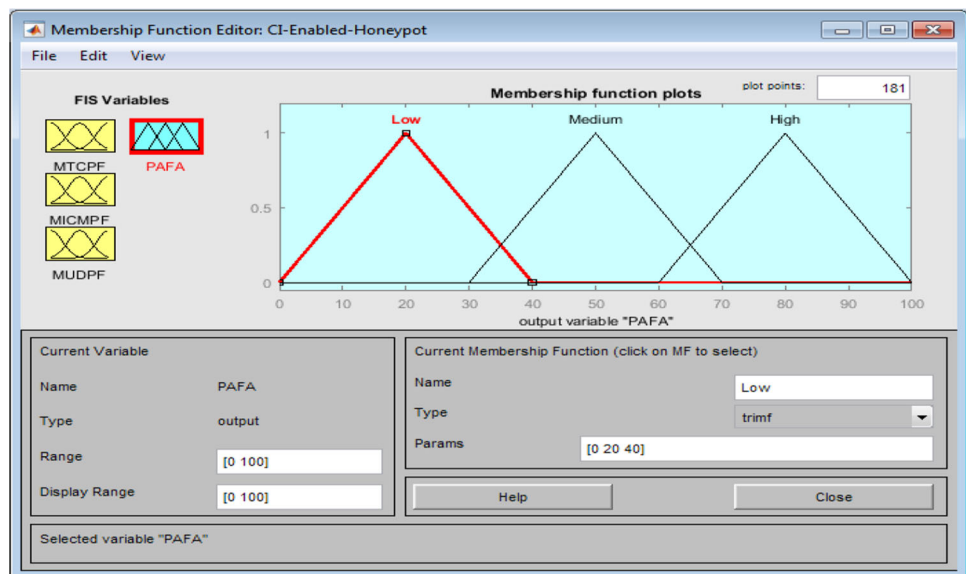 Membership Function Editor: CI-Enabled-Honeypot
File Edit View
FIS Variables
MTCPF
PAFA
MICMPF
MUDPF
Membership function plots
plot points:
181
Low
Medium
High
1
0.5
0
0 10 20 30 40 50 60 70 80 90 100
output variable "PAFA"
Current Variable
Name PAFA
Type output
Range [0 100]
Display Range [0 100]
Current Membership Function (click on MF to select)
Name Low
Type trimf
Params [0 20 40]
Help
Close
Selected variable "PAFA"